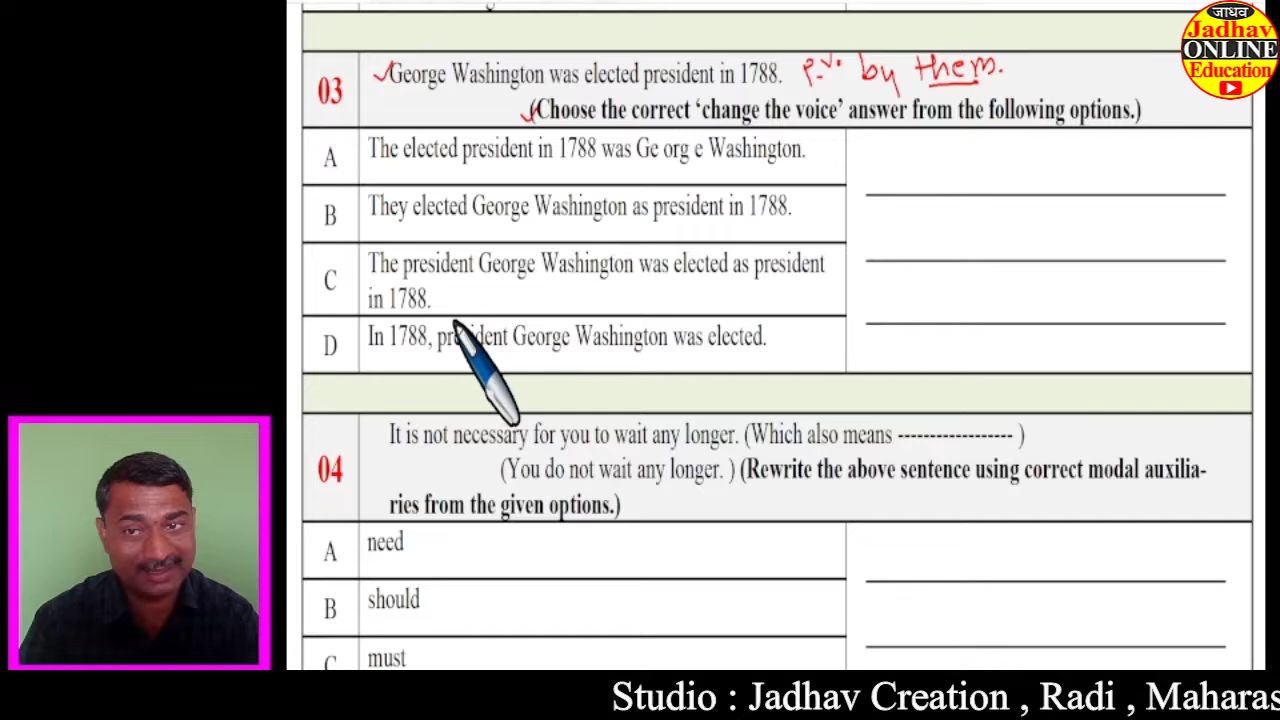 जाधव
Jadhav
ONLINE
Education
03
George Washington was elected president in 1788. P.V. by them.
(Choose the correct ‘change the voice’ answer from the following options.)
A
The elected president in 1788 was Ge org e Washington.
B
They elected George Washington as president in 1788.
C
The president George Washington was elected as president
in 1788.
D
In 1788, president George Washington was elected.
04
It is not necessary for you to wait any longer. (Which also means ------------------ )
(You do not wait any longer. ) (Rewrite the above sentence using correct modal auxilia-
ries from the given options.)
A
need
B
should
C
must
Studio : Jadhav Creation , Radi , Maharas